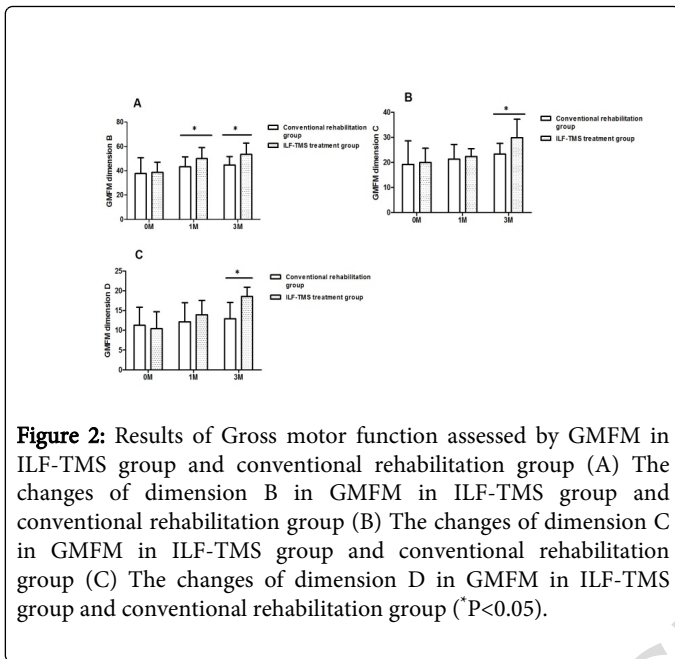 A
*
*
Conventional rehabilitation
group
ILF-TMS treatment group
GMFM dimension B
80
60
40
20
0
0M
1M
3M
B
*
Conventional rehabilitation
group
ILF-TMS treatment group
GMFM dimension C
40
30
20
10
0
0M
1M
3M
C
*
Conventional rehabilitation
group
ILF-TMS treatment group
GMFM dimension D
25
20
15
10
5
0
0M
1M
3M
Figure 2: Results of Gross motor function assessed by GMFM in
ILF-TMS group and conventional rehabilitation group (A) The
changes of dimension B in GMFM in ILF-TMS group and
conventional rehabilitation group (B) The changes of dimension C
in GMFM in ILF-TMS group and conventional rehabilitation
group (C) The changes of dimension D in GMFM in ILF-TMS
group and conventional rehabilitation group (*P<0.05).